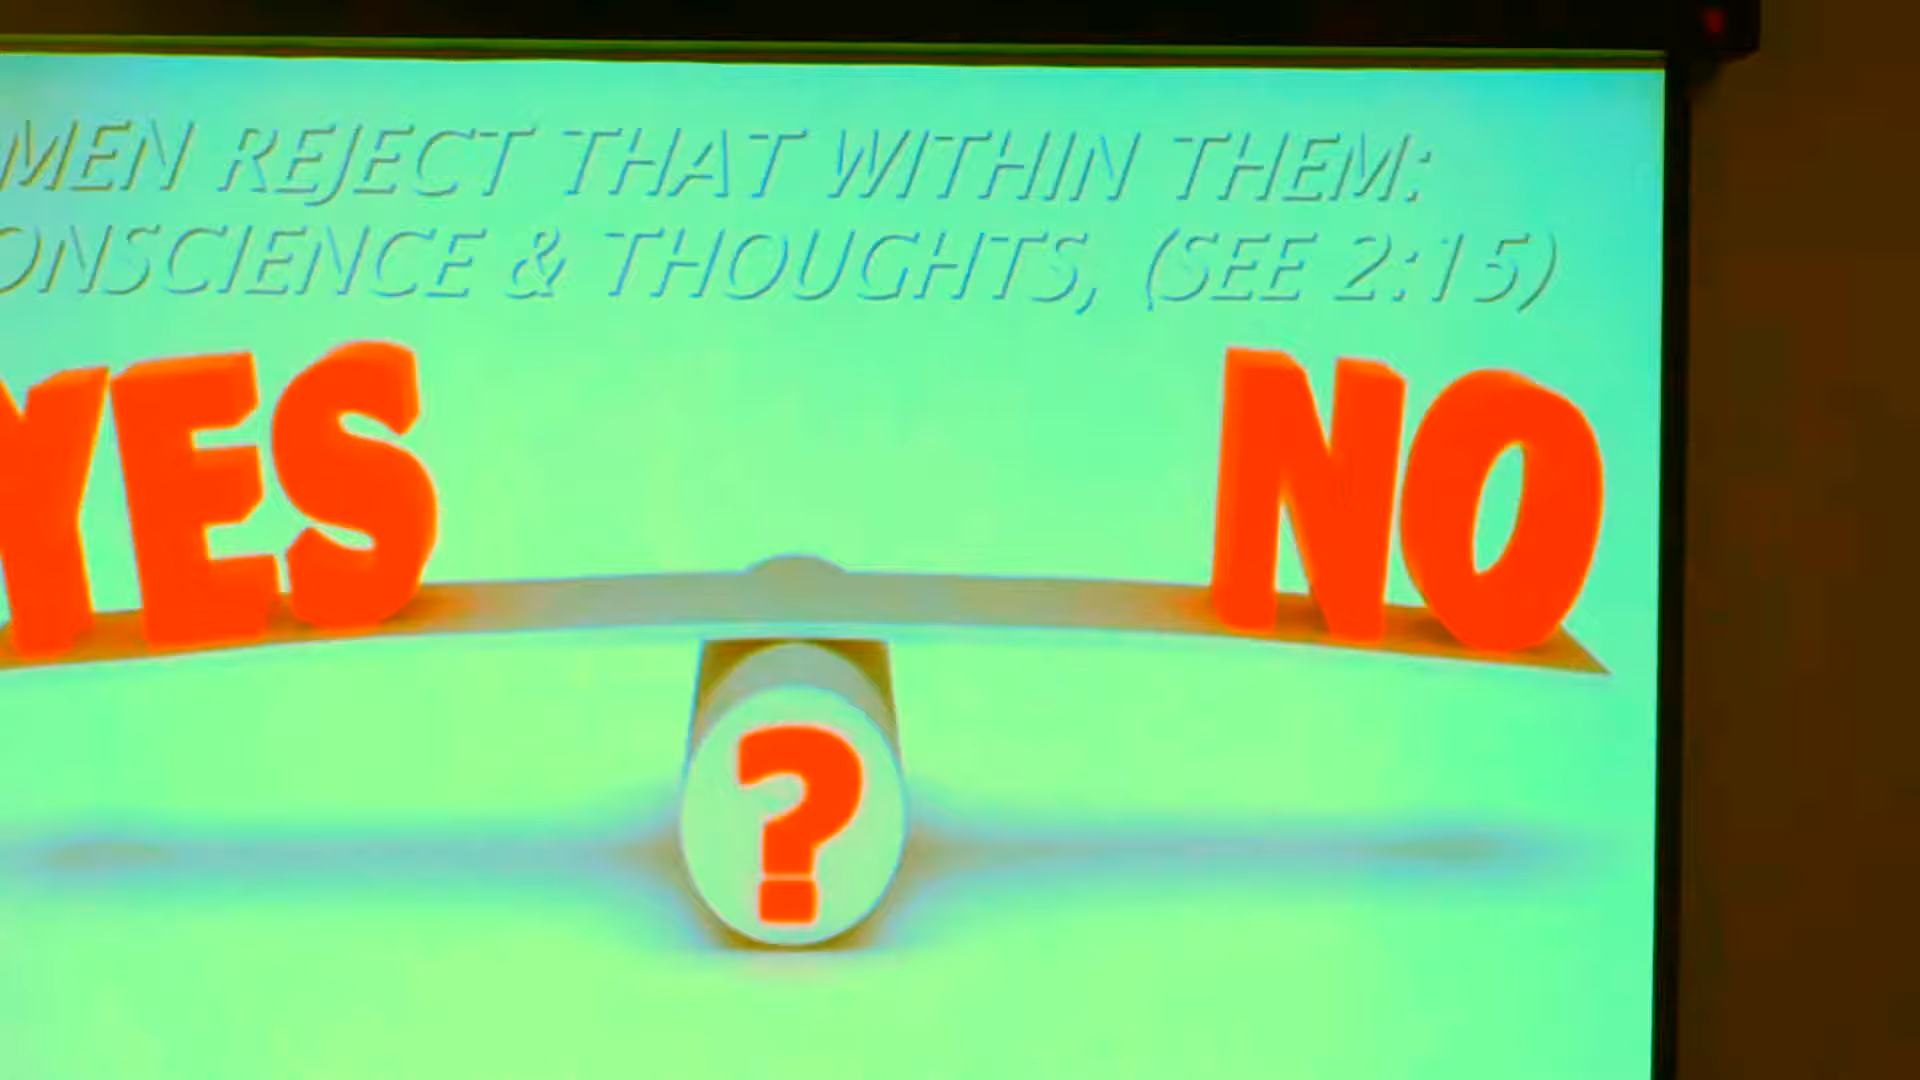 MEN REJECT THAT WITHIN THEM:
ONSCIENCE & THOUGHTS, (SEE 2:15)
YES NO
?